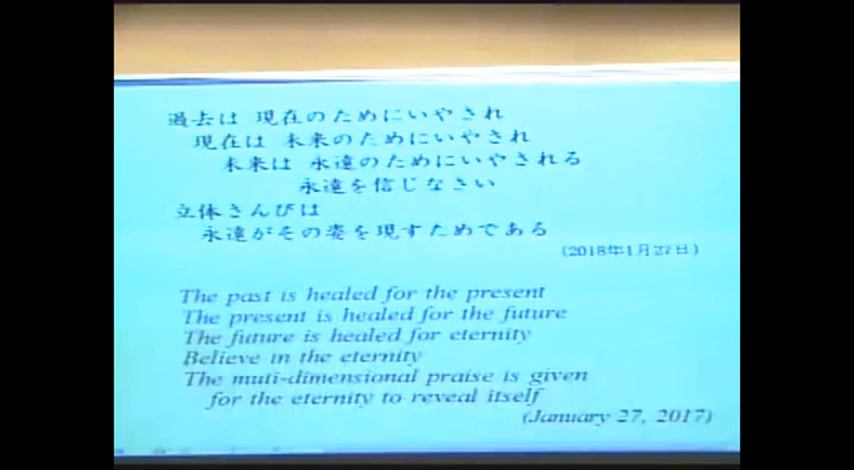 過去は 現在のためにいやされ
現在は 未来のためにいやされ
未来は 永遠のためにいやされる
永遠を信じなさい
立体さんびは
永遠がその姿を現すためである
(2018年1月27日)
The past is healed for the present
The present is healed for the future
The future is healed for eternity
Believe in the eternity
The muti-dimensional praise is given
for the eternity to reveal itself
(January 27, 2017)